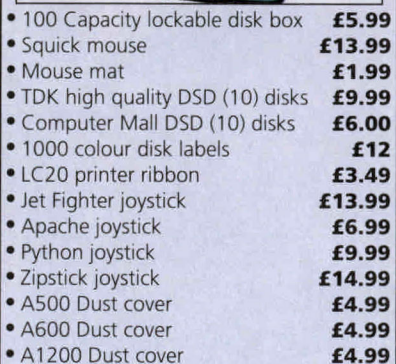 • 100 Capacity lockable disk box £5.99
• Squick mouse £13.99
• Mouse mat £1.99
• TDK high quality DSD (10) disks £9.99
• Computer Mall DSD (10) disks £6.00
• 1000 colour disk labels £12
• LC20 printer ribbon £3.49
• Jet Fighter joystick £13.99
• Apache joystick £6.99
• Python joystick £9.99
• Zipstick joystick £14.99
• A500 Dust cover £4.99
• A600 Dust cover £4.99
• A1200 Dust cover £4.99